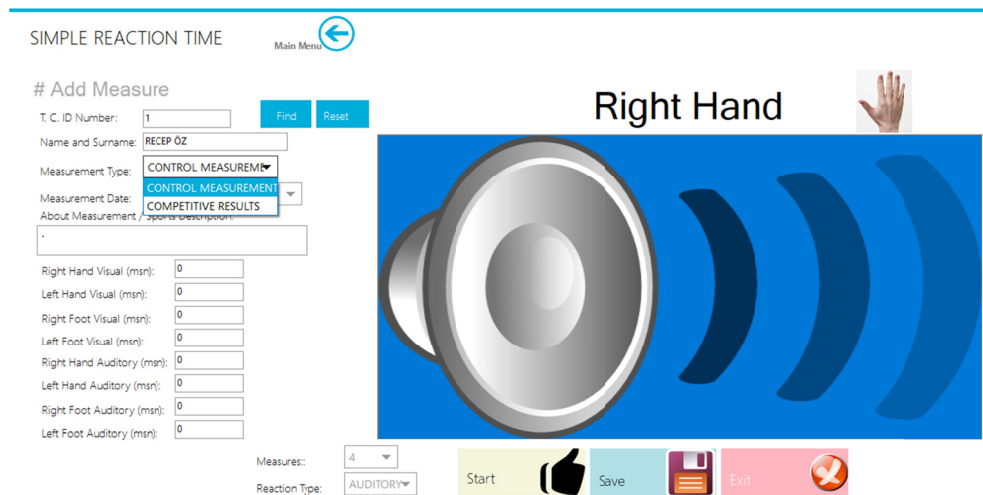 SIMPLE REACTION TIME
Main Menu
# Add Measure
T. C. ID Number: 1 Find Reset
Name and Surname: RECEP ÖZ
Measurement Type: CONTROL MEASUREME
CONTROL MEASUREMENT
Measurement Date: COMPETITIVE RESULTS
About Measurement / Sports Description:
.
Right Hand Visual (msn): 0
Left Hand Visual (msn): 0
Right Foot Visual (msn): 0
Left Foot Visual (msn): 0
Right Hand Auditory (msn): 0
Left Hand Auditory (msn): 0
Right Foot Auditory (msn): 0
Left Foot Auditory (msn): 0
Right Hand
Measures:: 4
Reaction Type: AUDITORY
Start Save Exit